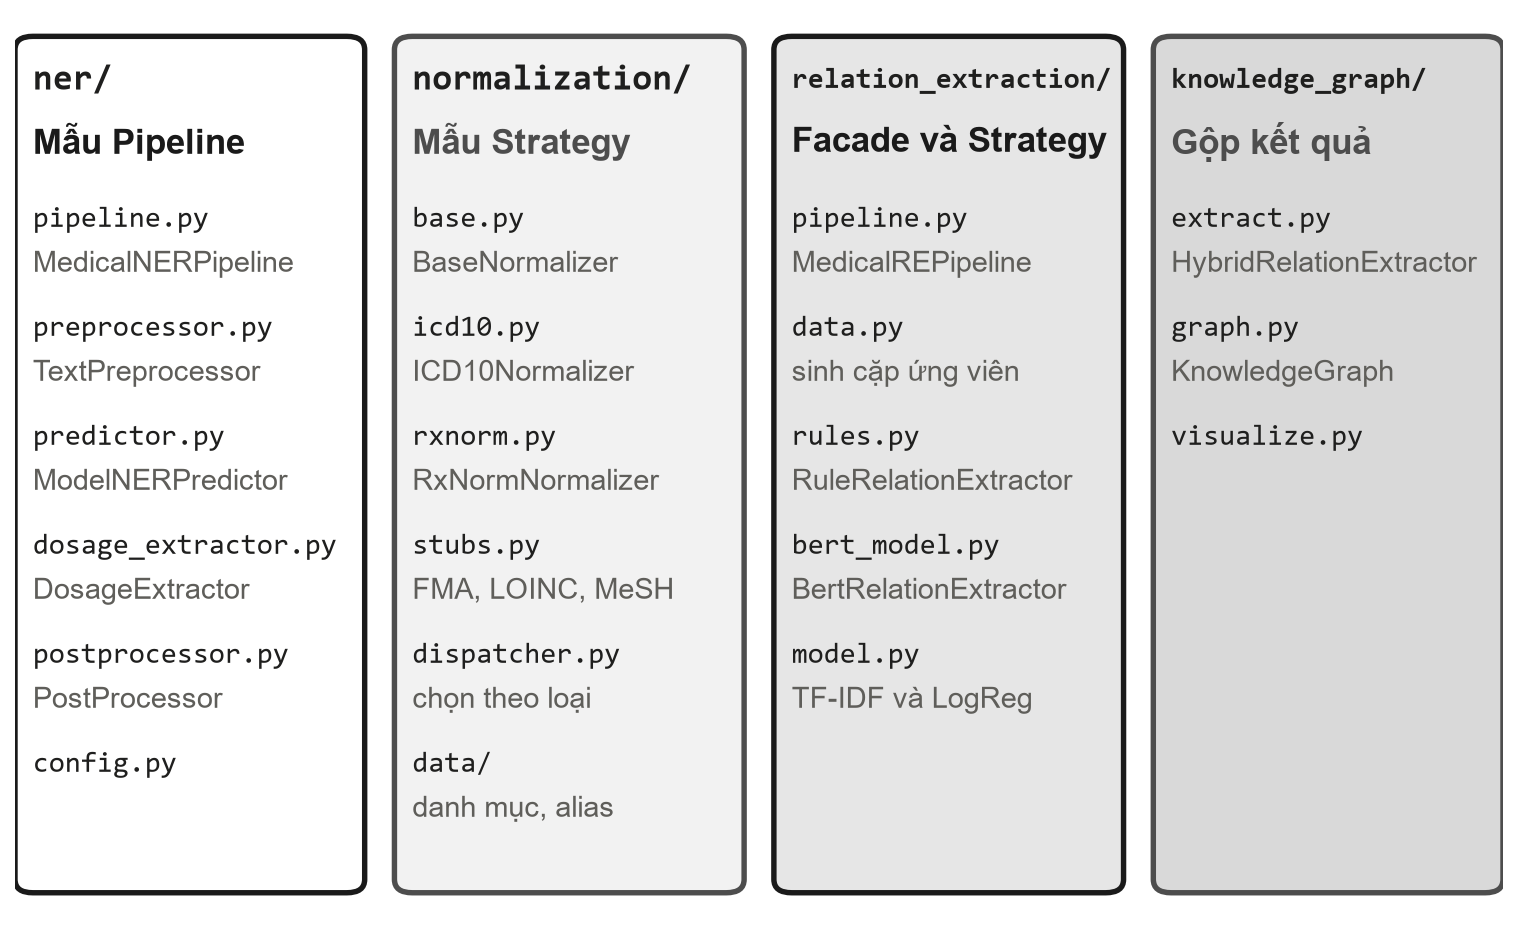 ner/
Mẫu Pipeline
pipeline.py
MedicalNERPipeline
preprocessor.py
TextPreprocessor
predictor.py
ModelNERPredictor
dosage_extractor.py
DosageExtractor
postprocessor.py
PostProcessor
config.py
normalization/
Mẫu Strategy
base.py
BaseNormalizer
icd10.py
ICD10Normalizer
rxnorm.py
RxNormNormalizer
stubs.py
FMA, LOINC, MeSH
dispatcher.py
chọn theo loại
data/
danh mục, alias
relation_extraction/
Facade và Strategy
pipeline.py
MedicalREPipeline
data.py
sinh cặp ứng viên
rules.py
RuleRelationExtractor
bert_model.py
BertRelationExtractor
model.py
TF-IDF và LogReg
knowledge_graph/
Gộp kết quả
extract.py
HybridRelationExtractor
graph.py
KnowledgeGraph
visualize.py